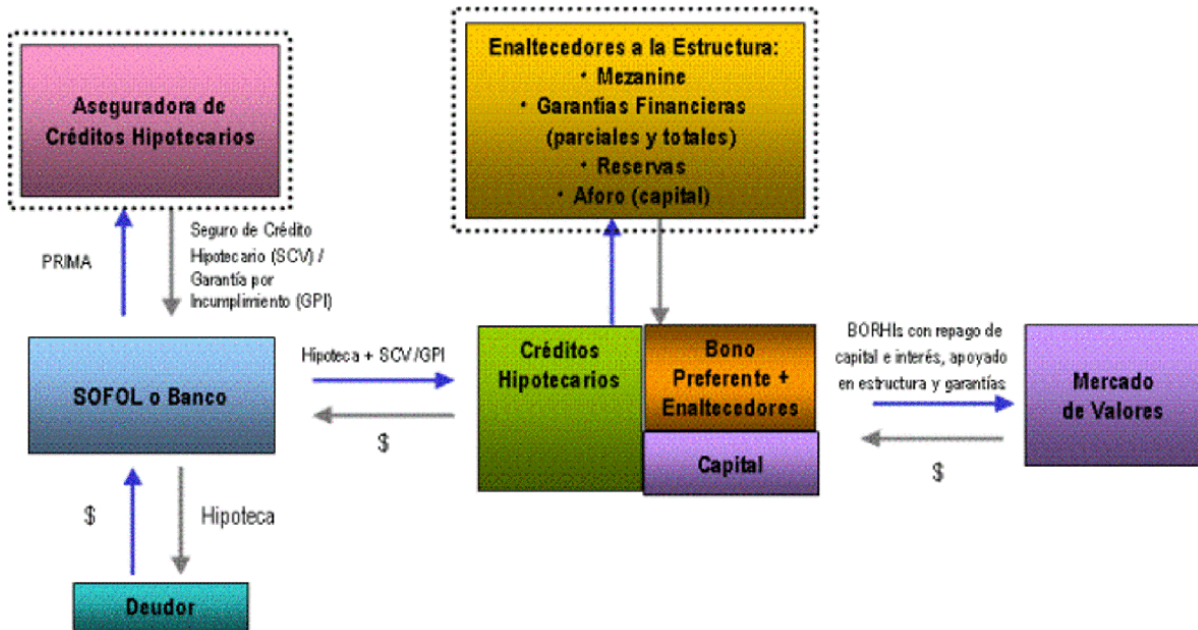 Aseguradora de
Créditos Hipotecarios
Enaltecedores a la Estructura:
· Mezanine
· Garantías Financieras
(parciales y totales)
· Reservas
· Aforo (capital)
PRIMA
Seguro de Crédito
Hipotecario (SCV) /
Garantía por
Incumplimiento (GPI)
SOFOL o Banco
Hipoteca + SCV/GPI
$
Créditos
Hipotecarios
Bono
Preferente +
Enaltecedores
Capital
BORHIs con repago de
capital e interés, apoyado
en estructura y garantías
$
Mercado
de Valores
$
Hipoteca
Deudor